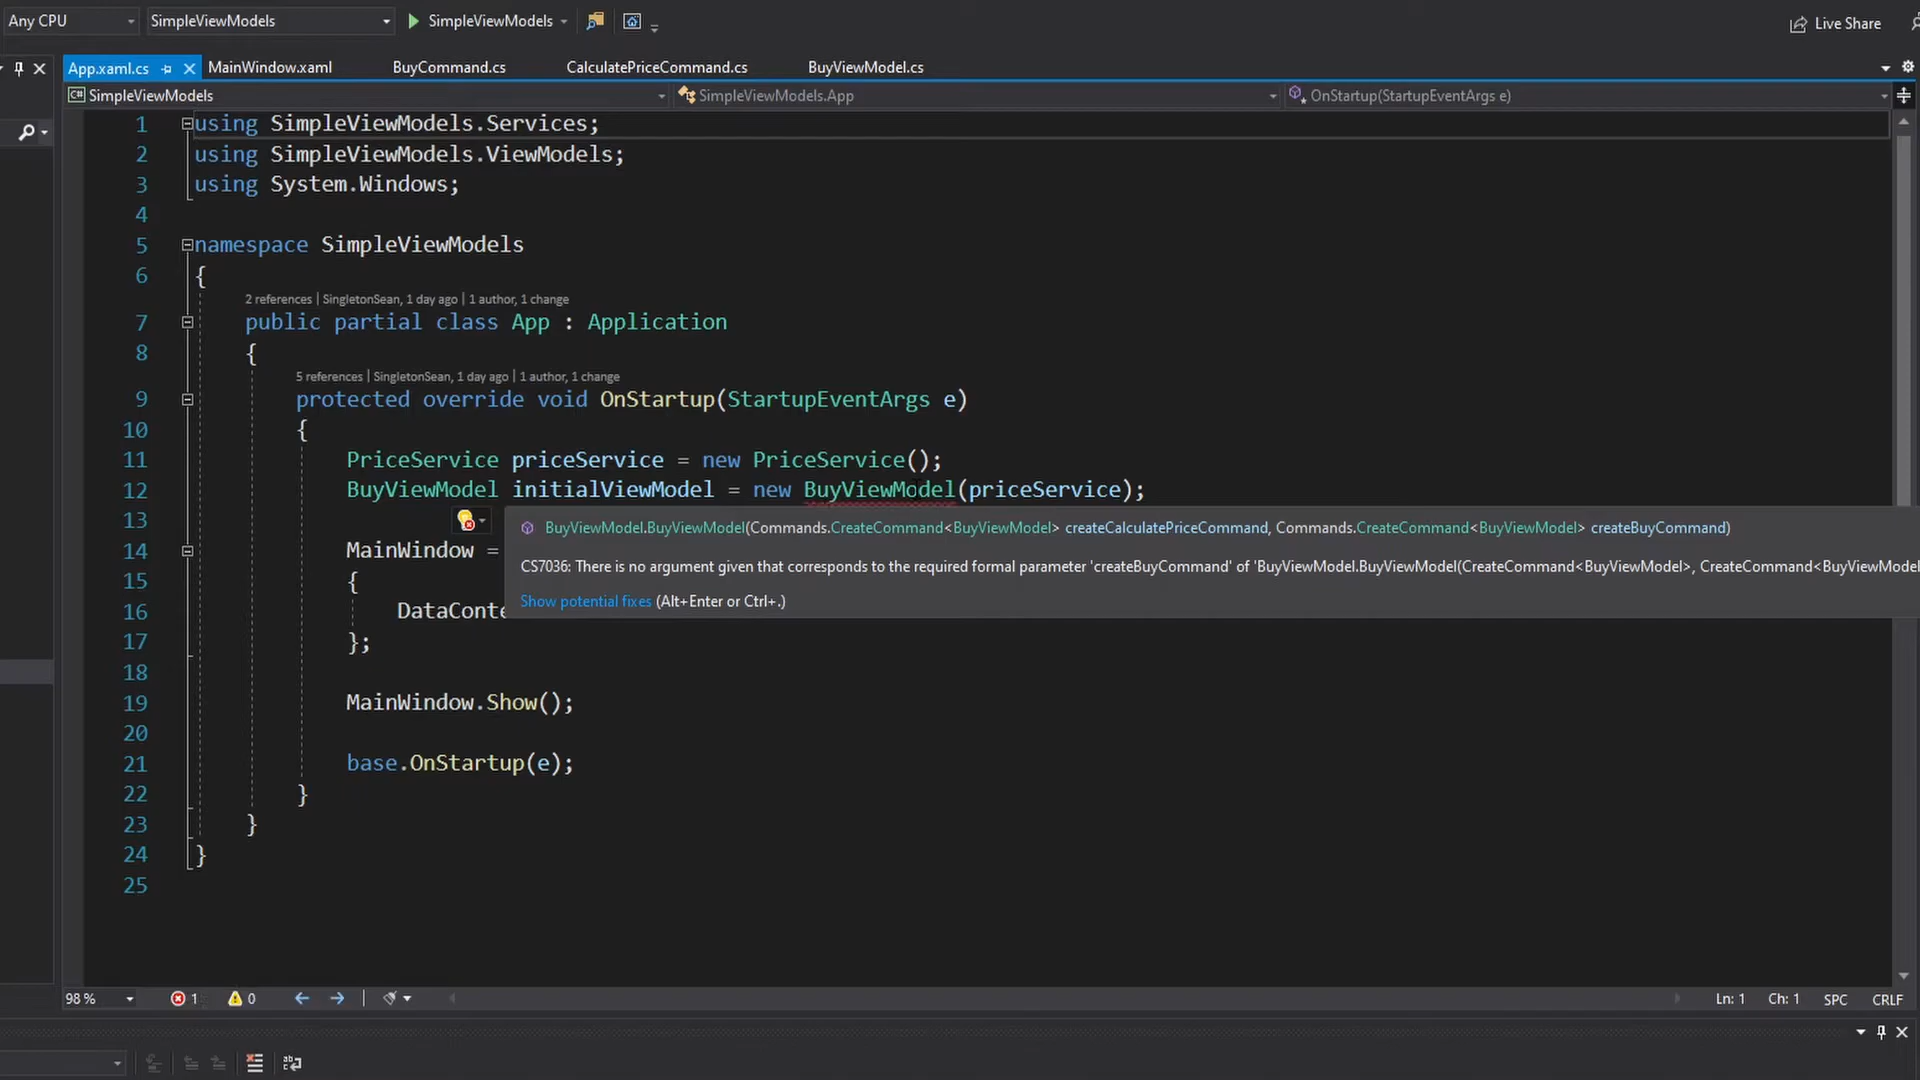 Any CPU SimpleViewModels SimpleViewModels Live Share
App.xaml.cs MainWindow.xaml BuyCommand.cs CalculatePriceCommand.cs BuyViewModel.cs
C# SimpleViewModels SimpleViewModels.App OnStartup(StartupEventArgs e)
1 using SimpleViewModels.Services;
2 using SimpleViewModels.ViewModels;
3 using System.Windows;
4
5 namespace SimpleViewModels
6 {
2 references | SingletonSean, 1 day ago | 1 author, 1 change
7 public partial class App : Application
8 {
5 references | SingletonSean, 1 day ago | 1 author, 1 change
9 protected override void OnStartup(StartupEventArgs e)
10 {
11 PriceService priceService = new PriceService();
12 BuyViewModel initialViewModel = new BuyViewModel(priceService);
13
BuyViewModel.BuyViewModel(Commands.CreateCommand<BuyViewModel> createCalculatePriceCommand, Commands.CreateCommand<BuyViewModel> createBuyCommand)
14 MainWindow =
CS7036: There is no argument given that corresponds to the required formal parameter 'createBuyCommand' of 'BuyViewModel.BuyViewModel(CreateCommand<BuyViewModel>, CreateCommand<BuyViewModel
15 {
Show potential fixes (Alt+Enter or Ctrl+.)
16 DataConte
17 };
18
19 MainWindow.Show();
20
21 base.OnStartup(e);
22 }
23 }
24 }
25
98 % 1 0 Ln: 1 Ch: 1 SPC CRLF